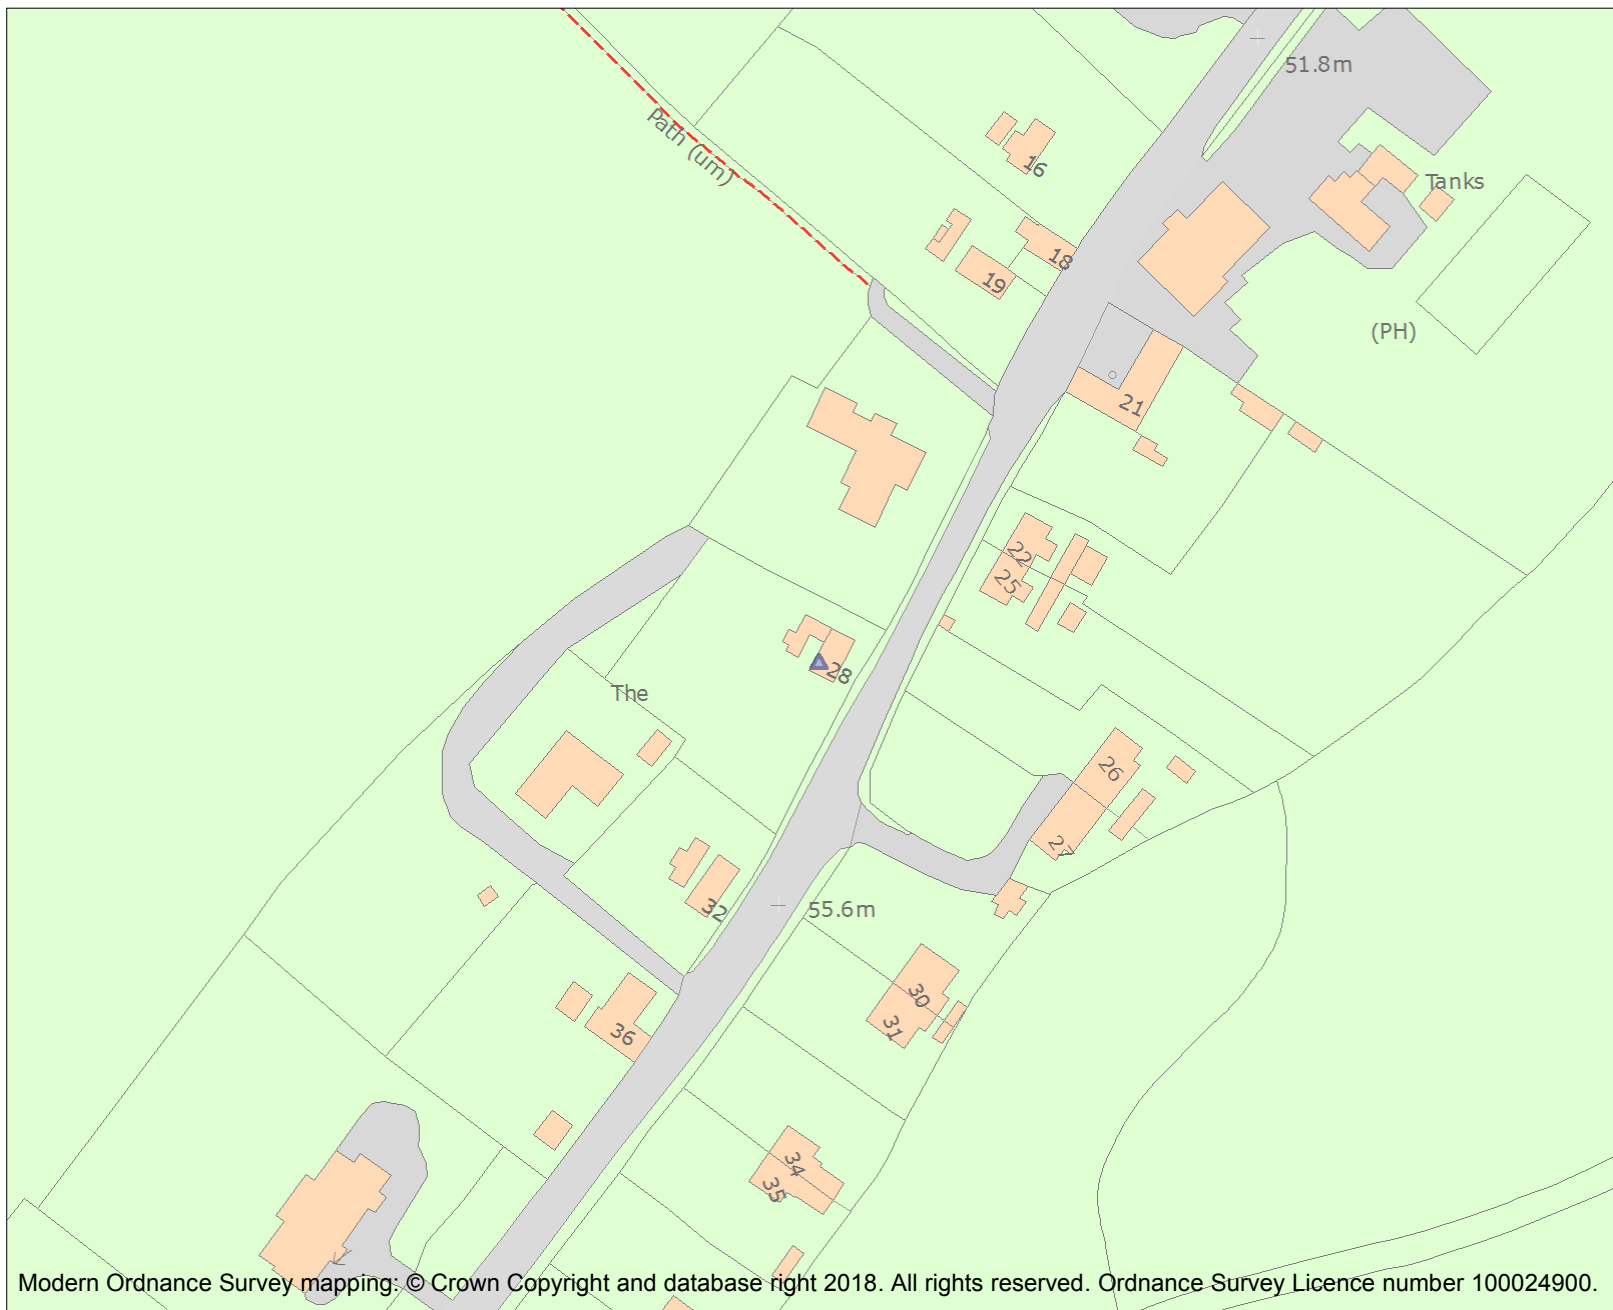 51.8m
Path (um)
16
Tanks
18
19
(PH)
21
22
25
28
The
26
27
32
55.6m
30
31
36
34
35
Modern Ordnance Survey mapping: © Crown Copyright and database right 2018. All rights reserved. Ordnance Survey Licence number 100024900.